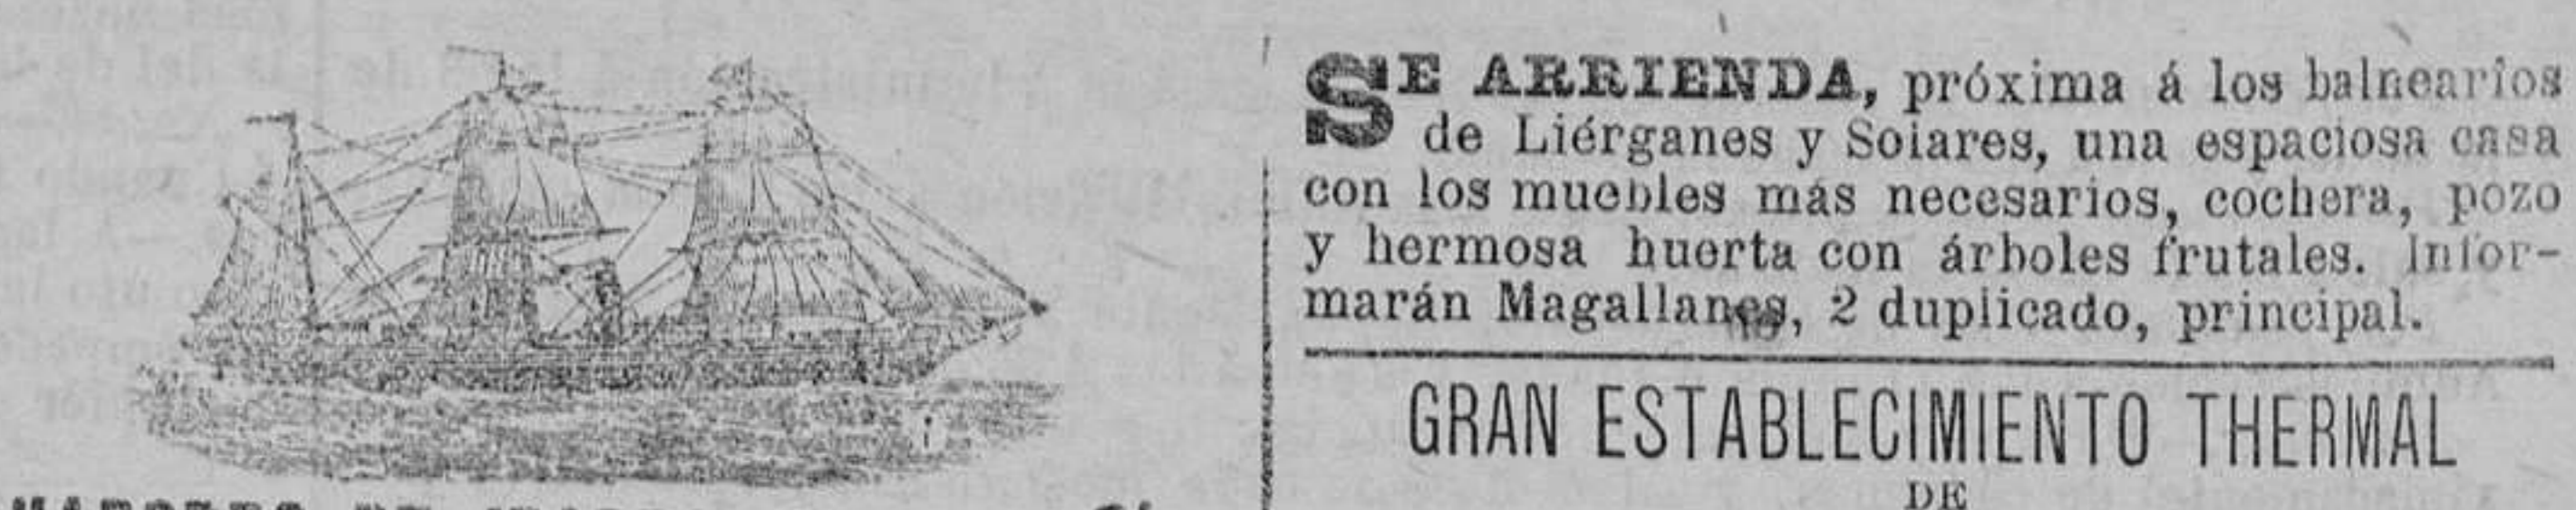 SE ARRIENDA, próxima á los balnearios
de Liérganes y Solares, una espaciosa casa
con los muebles más necesarios, cochera, pozo
y hermosa huerta con árboles frutales. Infor-
marán Magallanes, 2 duplicado, principal.
GRAN ESTABLECIMIENTO THERMAL
DE